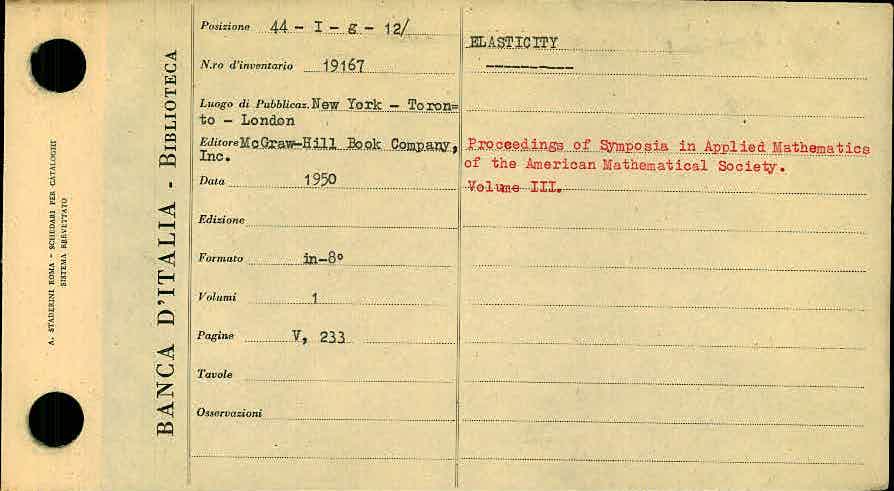 A. STADERINI ROMA - SCHEDARI PER CATALOGHI
SISTEMA BREVETTATO
BANCA D'ITALIA - BIBLIOTECA
Posizione 44 - I - g - 12/
N.ro d'inventario 19167
Luogo di Pubblicaz. New York - Toron=
to - London
Editore McGraw-Hill Book Company,
Inc.
Data 1950
Edizione
Formato in-8°
Volumi 1
Pagine V, 233
Tavole
Osservazioni
ELASTICITY
Proceedings of Symposia in Applied Mathematics
of the American Mathematical Society.
Volume III.